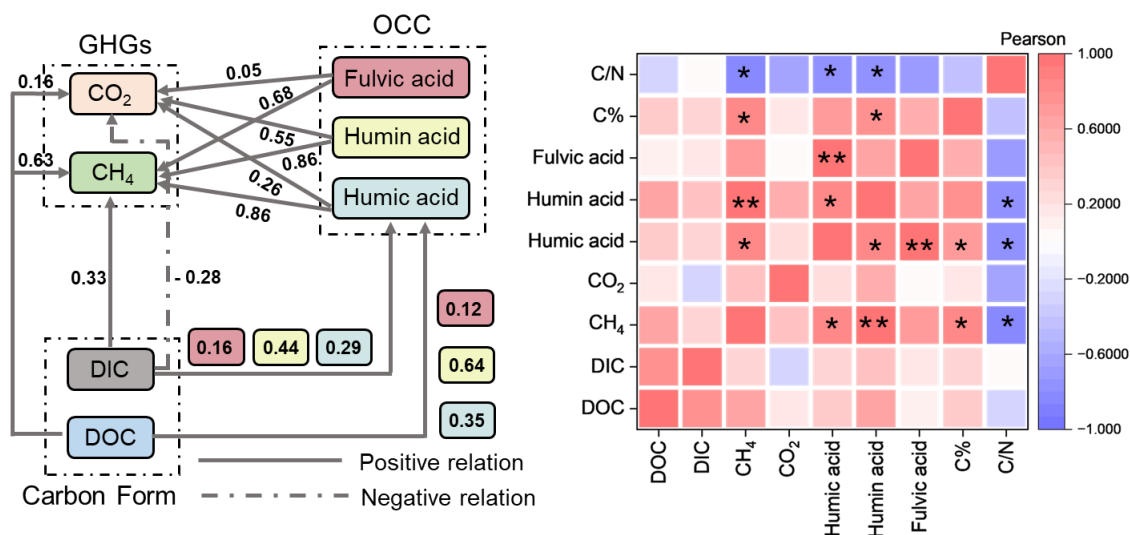 GHGs
OCC
0.16
CO₂
0.05
Fulvic acid
0.68
0.55
Humin acid
0.63
CH₄
0.86
0.26
Humic acid
0.86
0.33
- 0.28
0.12
0.16
0.44
0.29
0.64
DIC
0.35
DOC
Positive relation
Carbon Form
Negative relation
Pearson
C/N
* * *
C%
* *
Fulvic acid
**
Humin acid
** * *
Humic acid
* * ** * *
CO₂
CH₄
* ** * *
DIC
DOC
DOC
DIC
CH₄
CO₂
Humic acid
Humin acid
Fulvic acid
C%
C/N
1.000
0.6000
0.2000
−0.2000
−0.6000
−1.000